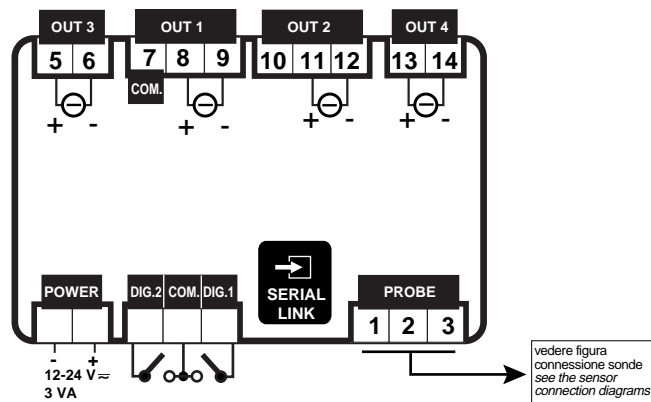 OUT 3 OUT 1 OUT 2 OUT 4
5 6 7 8 9 10 11 12 13 14
COM.
+ - + - + - + -
POWER DIG.2 COM. DIG.1 SERIAL LINK PROBE
1 2 3
- +
12-24 V ⎓
3 VA
vedere figura
connessione sonde
see the sensor
connection diagrams